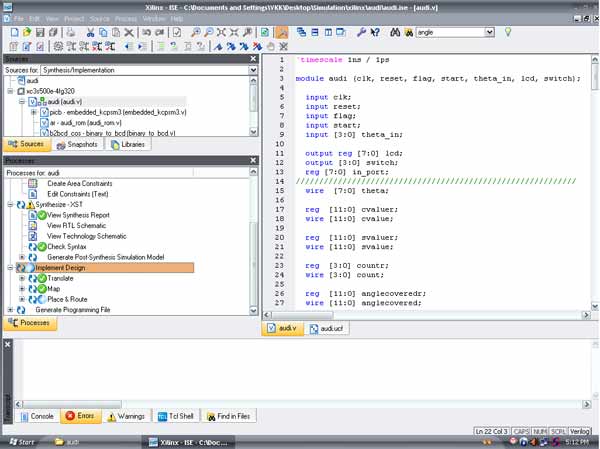 Xilinx - ISE - C:\Documents and Settings\VKK\Desktop\Simulation\xilinx\audi\audi.ise - [audi.v]
File Edit View Project Source Process Window Help
angle
Sources
Sources for: Synthesis/Implementation
audi
xc3s500e-4fg320
audi (audi.v)
picb - embedded_kcpsm3 (embedded_kcpsm3.v)
ar - audi_rom (audi_rom.v)
b2bcd_cos - binary_to_bcd (binary_to_bcd.v)
Sources Snapshots Libraries
Processes
Processes for: audi
Create Area Constraints
Edit Constraints (Text)
Synthesize - XST
View Synthesis Report
View RTL Schematic
View Technology Schematic
Check Syntax
Generate Post-Synthesis Simulation Model
Implement Design
Translate
Map
Place & Route
Generate Programming File
Processes
1 `timescale 1ns / 1ps
2
3 module audi (clk, reset, flag, start, theta_in, lcd, switch);
4
5 input clk;
6 input reset;
7 input flag;
8 input start;
9 input [3:0] theta_in;
10
11 output reg [7:0] lcd;
12 output [3:0] switch;
13 reg [7:0] in_port;
14 //////////////////////////////////////////////////////////////
15 wire [7:0] theta;
16
17 reg [11:0] cvaluer;
18 wire [11:0] cvalue;
19
20 reg [11:0] svaluer;
21 wire [11:0] svalue;
22
23 reg [3:0] countr;
24 wire [3:0] count;
25
26 reg [11:0] anglecoveredr;
27 wire [11:0] anglecovered;
audi.v audi.ucf
Transcript
Console Errors Warnings Tcl Shell Find in Files
Ln 22 Col 3 CAPS NUM SCRL Verilog
Start audi Xilinx - ISE - C:\Doc... 5:12 PM